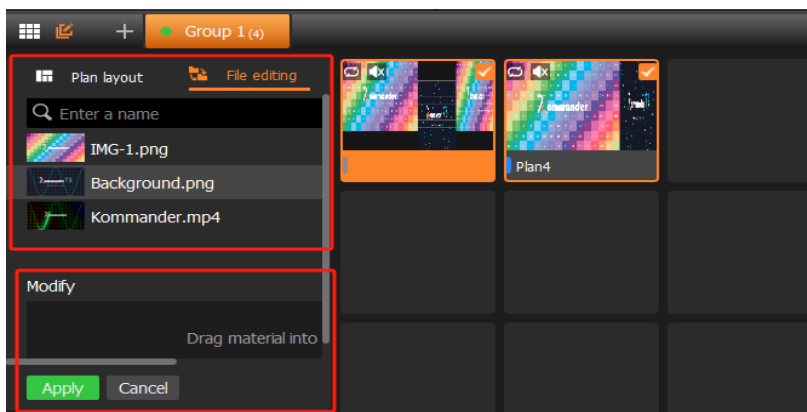 Group 1 (4)
Plan layout
File editing
Enter a name
IMG-1.png
Background.png
Kommander.mp4
Plan4
Modify
Drag material into
Apply
Cancel